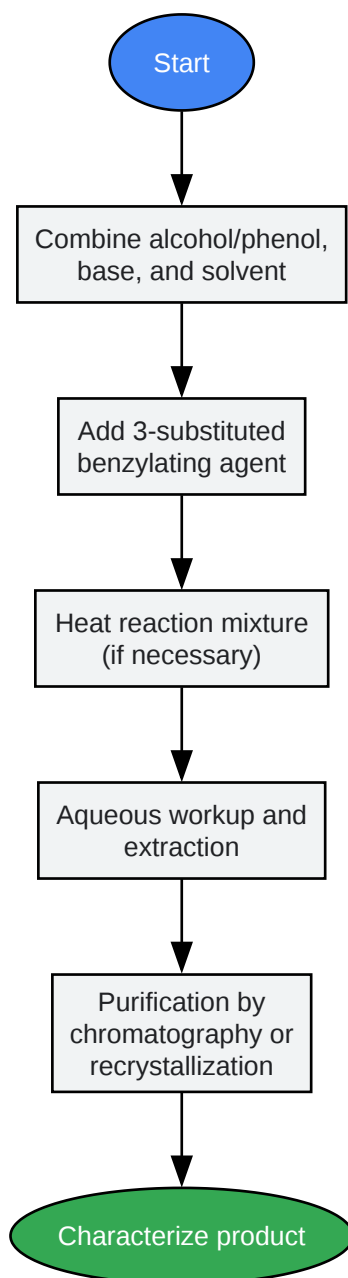 Start
Combine alcohol/phenol,
base, and solvent
Add 3-substituted
benzylating agent
Heat reaction mixture
(if necessary)
Aqueous workup and
extraction
Purification by
chromatography or
recrystallization
Characterize product